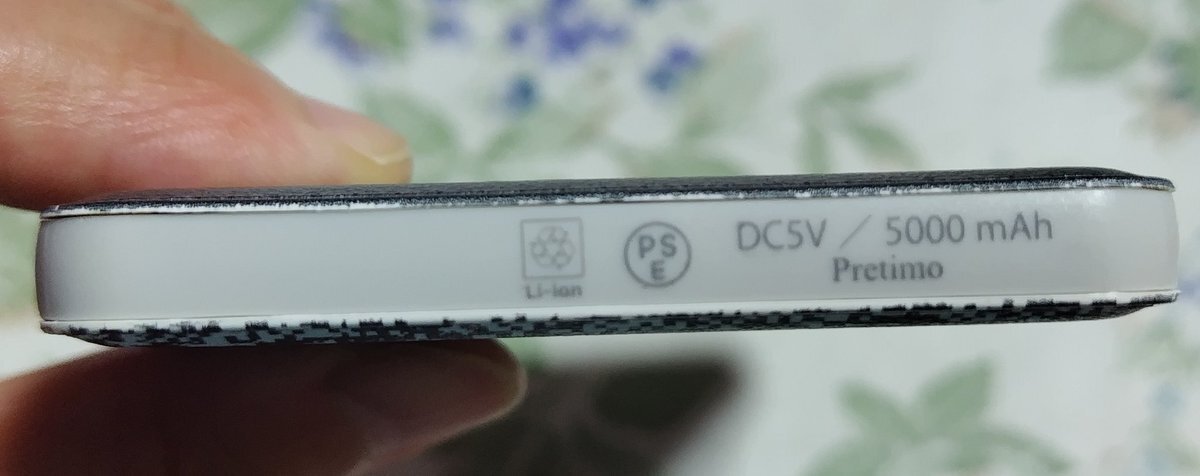 Li-ion
PS
E
DC5V / 5000 mAh
Pretimo